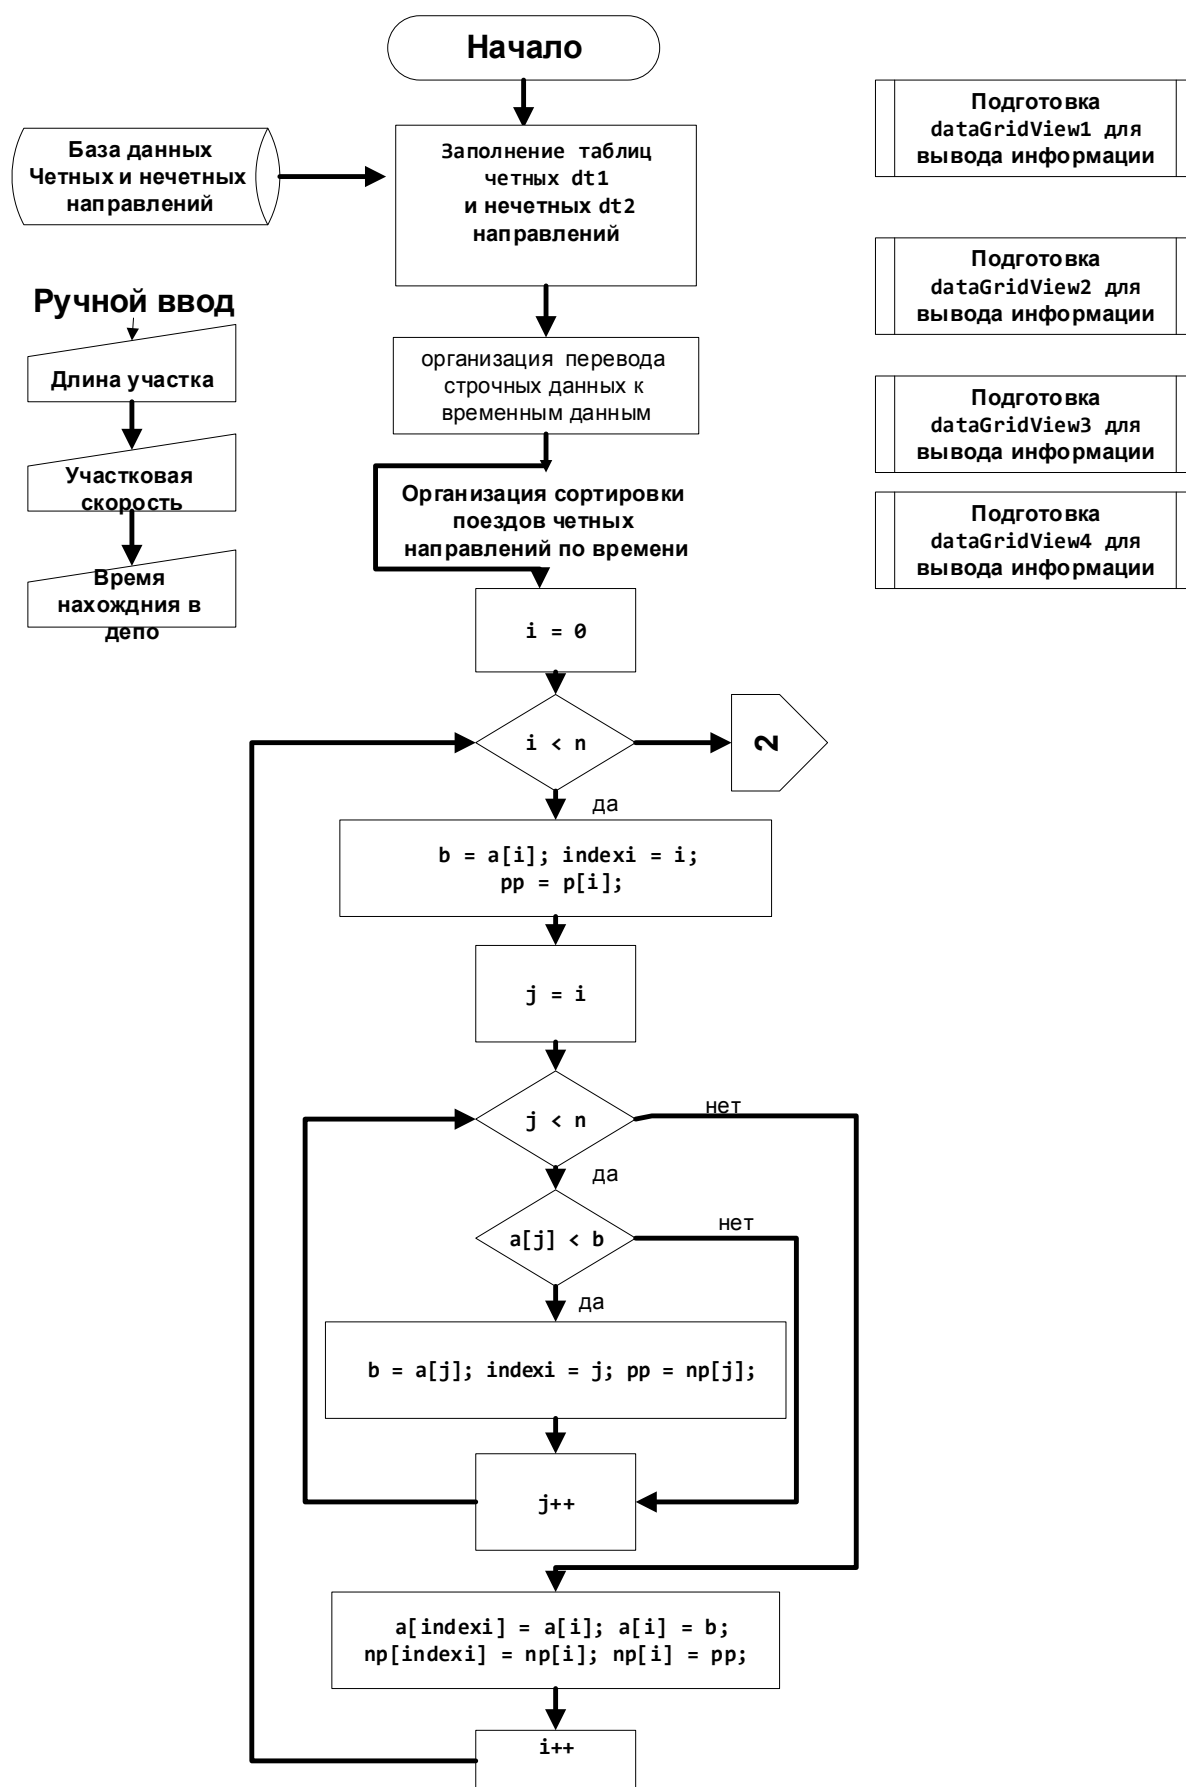 Начало
База данных
Четных и нечетных
направлений
Заполнение таблиц
четных dt1
и нечетных dt2
направлений
Подготовка
dataGridView1 для
вывода информации
Подготовка
dataGridView2 для
вывода информации
Подготовка
dataGridView3 для
вывода информации
Подготовка
dataGridView4 для
вывода информации
Ручной ввод
Длина участка
Участковая
скорость
Время
нахождния в
депо
организация перевода
строчных данных к
временным данным
Организация сортировки
поездов четных
направлений по времени
i = 0
i < n
2
да
b = a[i]; indexi = i;
pp = p[i];
j = i
j < n
нет
да
a[j] < b
нет
да
b = a[j]; indexi = j; pp = np[j];
j++
a[indexi] = a[i]; a[i] = b;
np[indexi] = np[i]; np[i] = pp;
i++